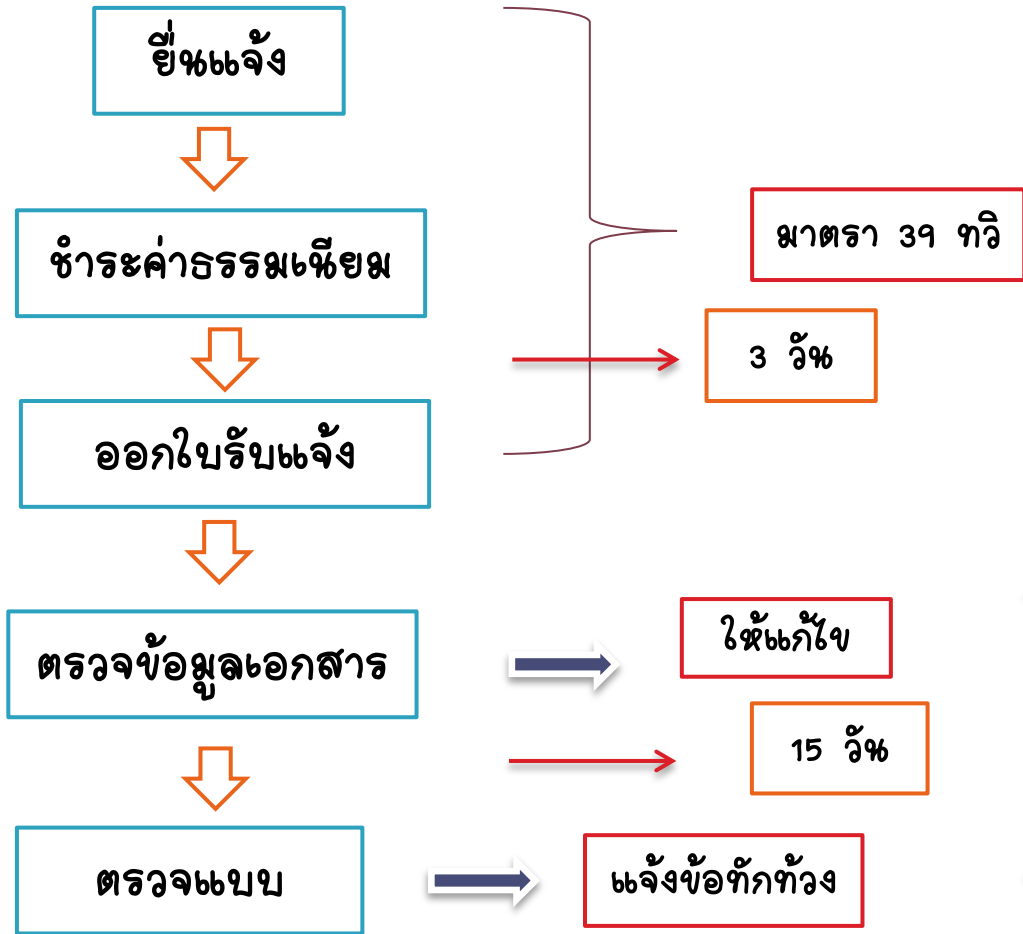 ยื่นแจ้ง
ชำระค่าธรรมเนียม
มาตรา 39 ทวิ
3 วัน
ออกใบรับแจ้ง
ตรวจข้อมูลเอกสาร
ให้แก้ไข
15 วัน
ตรวจแบบ
แจ้งข้อทักท้วง